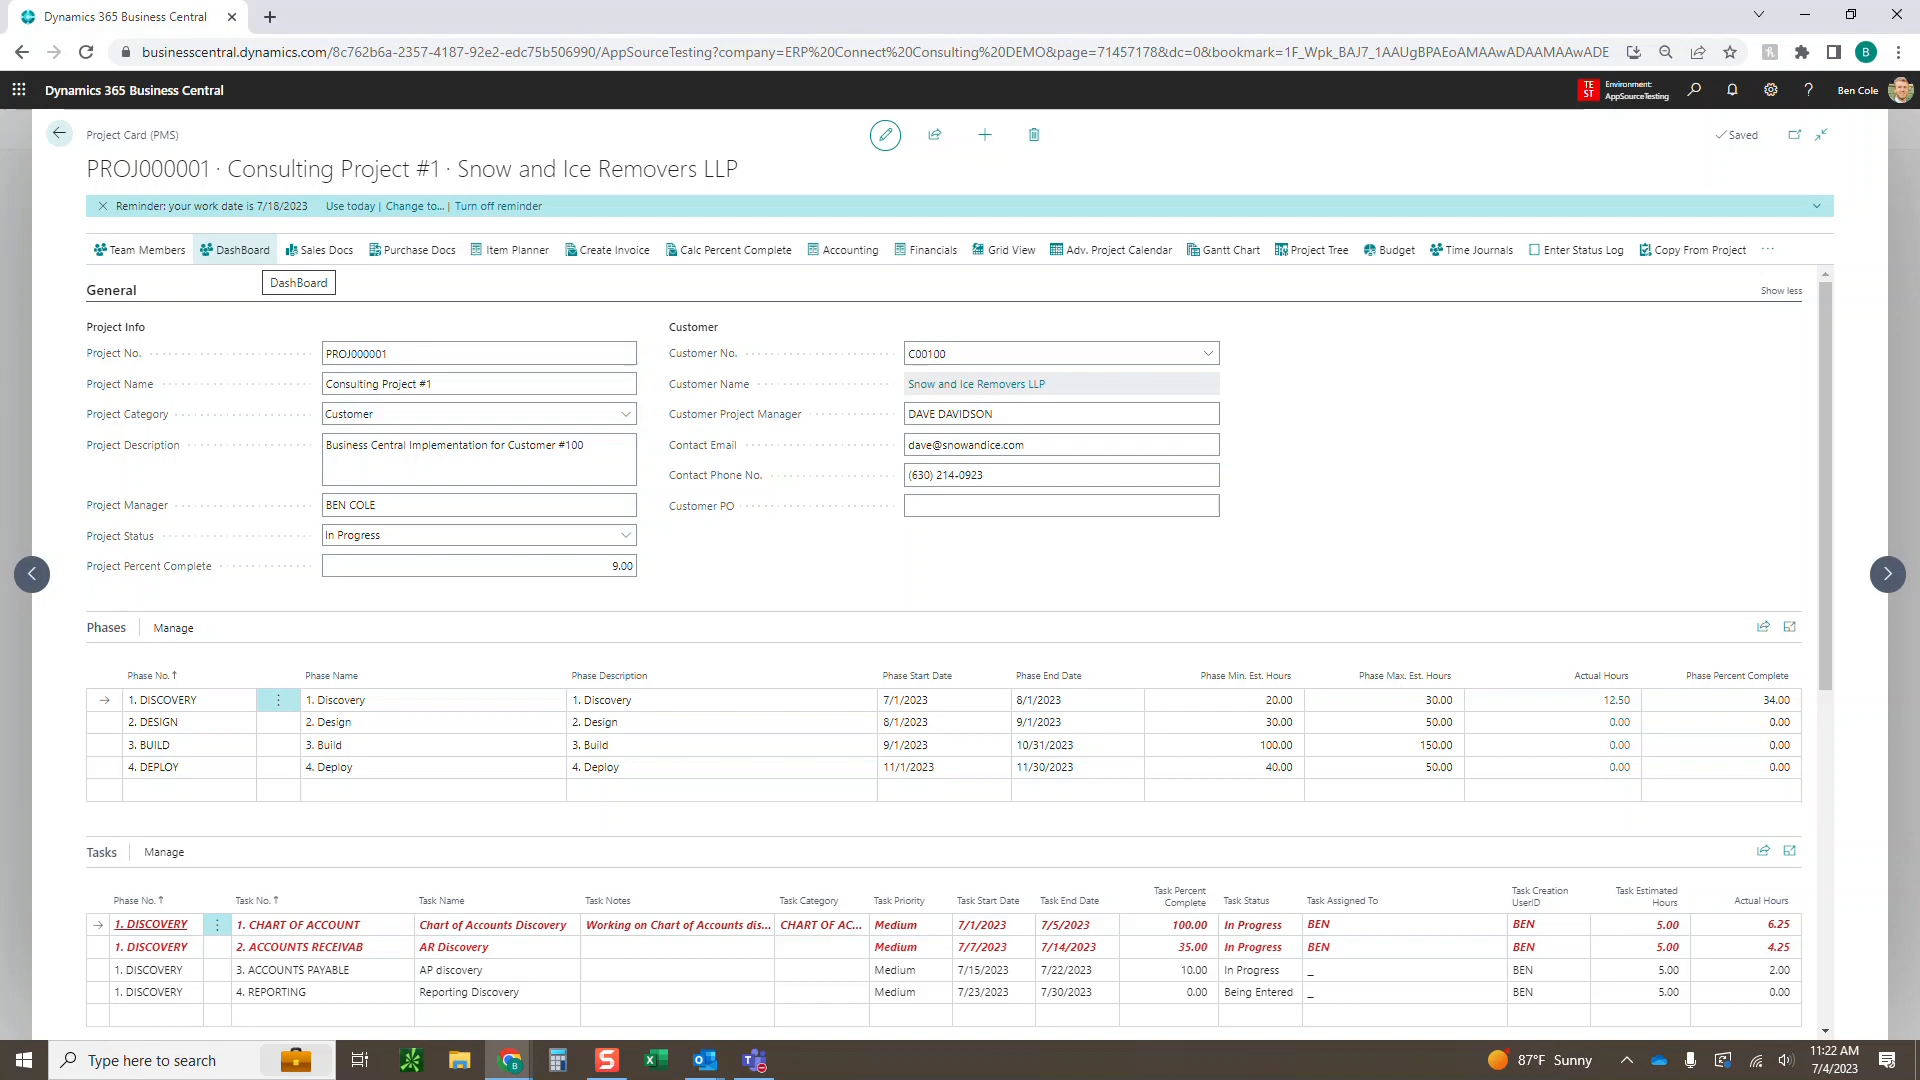 Dynamics 365 Business Central
businesscentral.dynamics.com/8c762b6a-2357-4187-92e2-edc75b506990/AppSourceTesting?company=ERP%20Connect%20Consulting%20DEMO&page=71457178&dc=0&bookmark=1F_Wpk_BAJ7_1AAUgBPAEoAMAAwADAAMAAwADE
B
Dynamics 365 Business Central
TE ST
Environment:
AppSourceTesting
Ben Cole
Project Card (PMS)
Saved
PROJ000001 · Consulting Project #1 · Snow and Ice Removers LLP
Reminder: your work date is 7/18/2023 Use today | Change to... | Turn off reminder
Team Members DashBoard Sales Docs Purchase Docs Item Planner Create Invoice Calc Percent Complete Accounting Financials Grid View Adv. Project Calendar Gantt Chart Project Tree Budget Time Journals Enter Status Log Copy From Project ...
DashBoard
General Show less
Project Info Customer
Project No. PROJ000001 Customer No. C00100
Project Name Consulting Project #1 Customer Name Snow and Ice Removers LLP
Project Category Customer Customer Project Manager DAVE DAVIDSON
Project Description Business Central Implementation for Customer #100 Contact Email dave@snowandice.com
Contact Phone No. (630) 214-0923
Project Manager BEN COLE Customer PO
Project Status In Progress
Project Percent Complete 9.00
Phases Manage
Phase No. ↑ Phase Name Phase Description Phase Start Date Phase End Date Phase Min. Est. Hours Phase Max. Est. Hours Actual Hours Phase Percent Complete
1. DISCOVERY 1. Discovery 1. Discovery 7/1/2023 8/1/2023 20.00 30.00 12.50 34.00
2. DESIGN 2. Design 2. Design 8/1/2023 9/1/2023 30.00 50.00 0.00 0.00
3. BUILD 3. Build 3. Build 9/1/2023 10/31/2023 100.00 150.00 0.00 0.00
4. DEPLOY 4. Deploy 4. Deploy 11/1/2023 11/30/2023 40.00 50.00 0.00 0.00
Tasks Manage
Phase No. ↑ Task No. ↑ Task Name Task Notes Task Category Task Priority Task Start Date Task End Date Task Percent Complete Task Status Task Assigned To Task Creation UserID Task Estimated Hours Actual Hours
1. DISCOVERY 1. CHART OF ACCOUNT Chart of Accounts Discovery Working on Chart of Accounts dis... CHART OF AC... Medium 7/1/2023 7/5/2023 100.00 In Progress BEN BEN 5.00 6.25
1. DISCOVERY 2. ACCOUNTS RECEIVAB AR Discovery Medium 7/7/2023 7/14/2023 35.00 In Progress BEN BEN 5.00 4.25
1. DISCOVERY 3. ACCOUNTS PAYABLE AP discovery Medium 7/15/2023 7/22/2023 10.00 In Progress _ BEN 5.00 2.00
1. DISCOVERY 4. REPORTING Reporting Discovery Medium 7/23/2023 7/30/2023 0.00 Being Entered _ BEN 5.00 0.00
Type here to search
87°F Sunny
11:22 AM
7/4/2023